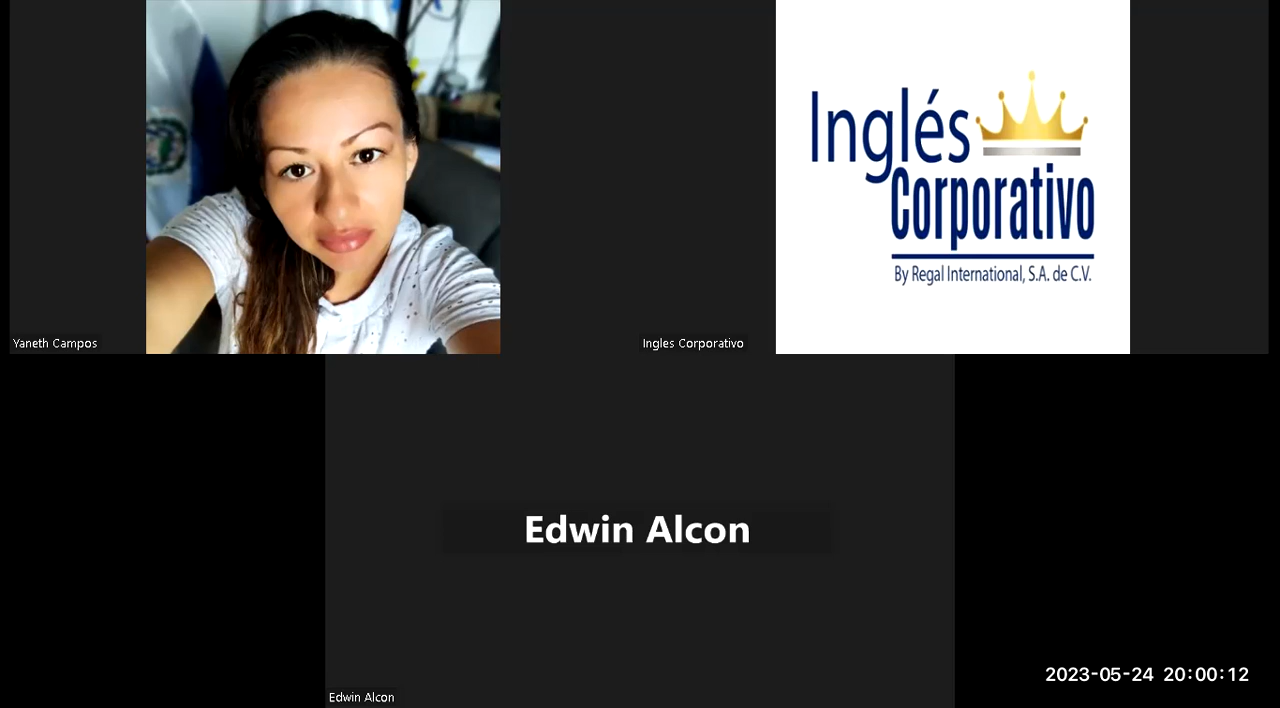 Inglés
Corporativo
By Regal International, S.A. de C.V.
Yaneth Campos
Ingles Corporativo
Edwin Alcon
Edwin Alcon
2023-05-24 20:00:12